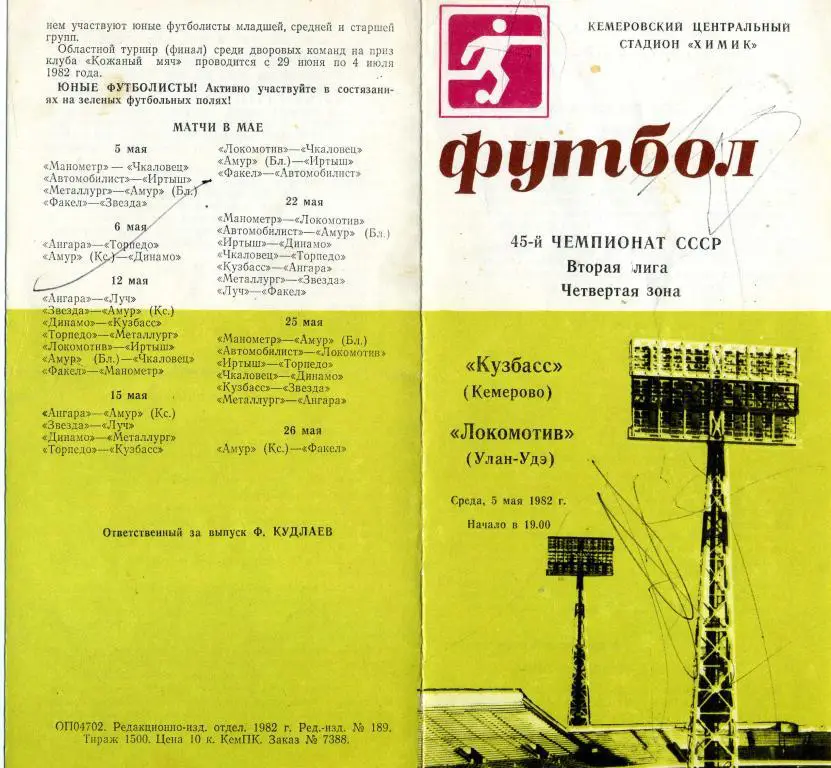 нем участвуют юные футболисты младшей, средней и старшей
групп.
Областной турнир (финал) среди дворовых команд на приз
клуба «Кожаный мяч» проводится с 29 июня по 4 июля
1982 года.
ЮНЫЕ ФУТБОЛИСТЫ! Активно участвуйте в состязани-
ях на зеленых футбольных полях!
МАТЧИ В МАЕ
5 мая
«Манометр»—«Чкаловец»
«Автомобилист»—«Иртыш»
«Металлург»—«Амур» (Бл.)
«Факел»—«Звезда»
6 мая
«Ангара»—«Торпедо»
«Амур» (Кс.)—«Динамо»
12 мая
«Ангара»—«Луч»
«Звезда»—«Амур» (Кс.)
«Динамо»—«Кузбасс»
«Торпедо»—«Металлург»
«Локомотив»—«Иртыш»
«Амур» (Бл.)—«Чкаловец»
«Факел»—«Манометр»
15 мая
«Ангара»—«Амур» (Кс.)
«Звезда»—«Луч»
«Динамо»—«Металлург»
«Торпедо»—«Кузбасс»
«Локомотив»—«Чкаловец»
«Амур» (Бл.)—«Иртыш»
«Факел»—«Автомобилист»
22 мая
«Манометр»—«Локомотив»
«Автомобилист»—«Амур» (Бл.)
«Иртыш»—«Динамо»
«Чкаловец»—«Торпедо»
«Кузбасс»—«Ангара»
«Металлург»—«Звезда»
«Луч»—«Факел»
25 мая
«Манометр»—«Амур» (Бл.)
«Автомобилист»—«Локомотив»
«Иртыш»—«Торпедо»
«Чкаловец»—«Динамо»
«Кузбасс»—«Звезда»
«Металлург»—«Ангара»
26 мая
«Амур» (Кс.)—«Факел»
Ответственный за выпуск Ф. КУДЛАЕВ
ОП04702. Редакционно-изд. отдел. 1982 г. Ред.-изд. № 189.
Тираж 1500. Цена 10 к. КемПК. Заказ № 7388.
КЕМЕРОВСКИЙ ЦЕНТРАЛЬНЫЙ
СТАДИОН «ХИМИК»
футбол
45-й ЧЕМПИОНАТ СССР
Вторая лига
Четвертая зона
«Кузбасс»
(Кемерово)
«Локомотив»
(Улан-Удэ)
Среда, 5 мая 1982 г.
Начало в 19.00